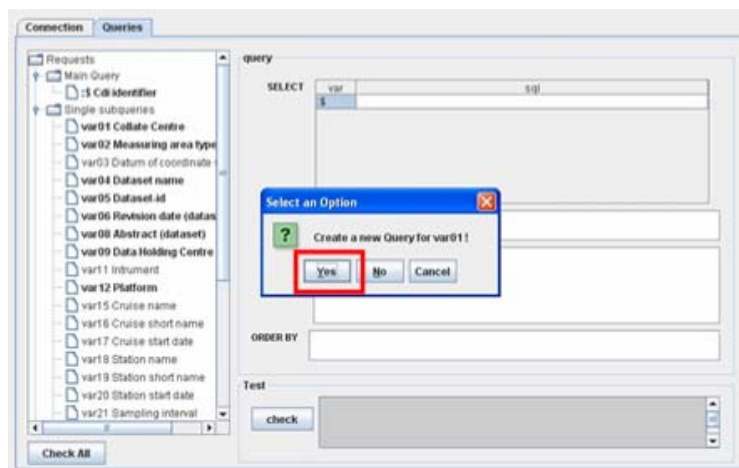 Connection Queries
Requests
Main Query
:$ Cdi identifier
Single subqueries
var01 Collate Centre
var02 Measuring area type
var03 Datum of coordinate
var04 Dataset name
var05 Dataset-id
var06 Revision date (datas
var08 Abstract (dataset)
var09 Data Holding Centre
var11 Intrument
var12 Platform
var15 Cruise name
var16 Cruise short name
var17 Cruise start date
var18 Station name
var19 Station short name
var20 Station start date
var21 Sampling interval
Check All
query
SELECT
var sql
$
Select an Option
?
Create a new Query for var01 !
Yes No Cancel
ORDER BY
Test
check